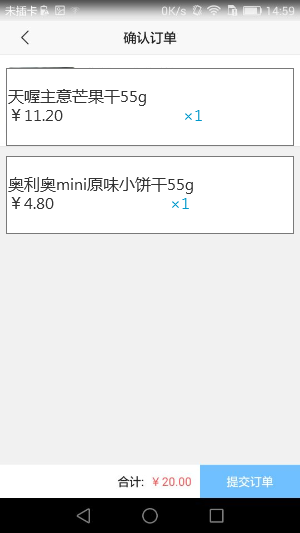 未插卡 0K/s 14:59
确认订单
天喔主意芒果干55g
￥11.20 ×1
奥利奥mini原味小饼干55g
￥4.80 ×1
合计: ￥20.00 提交订单